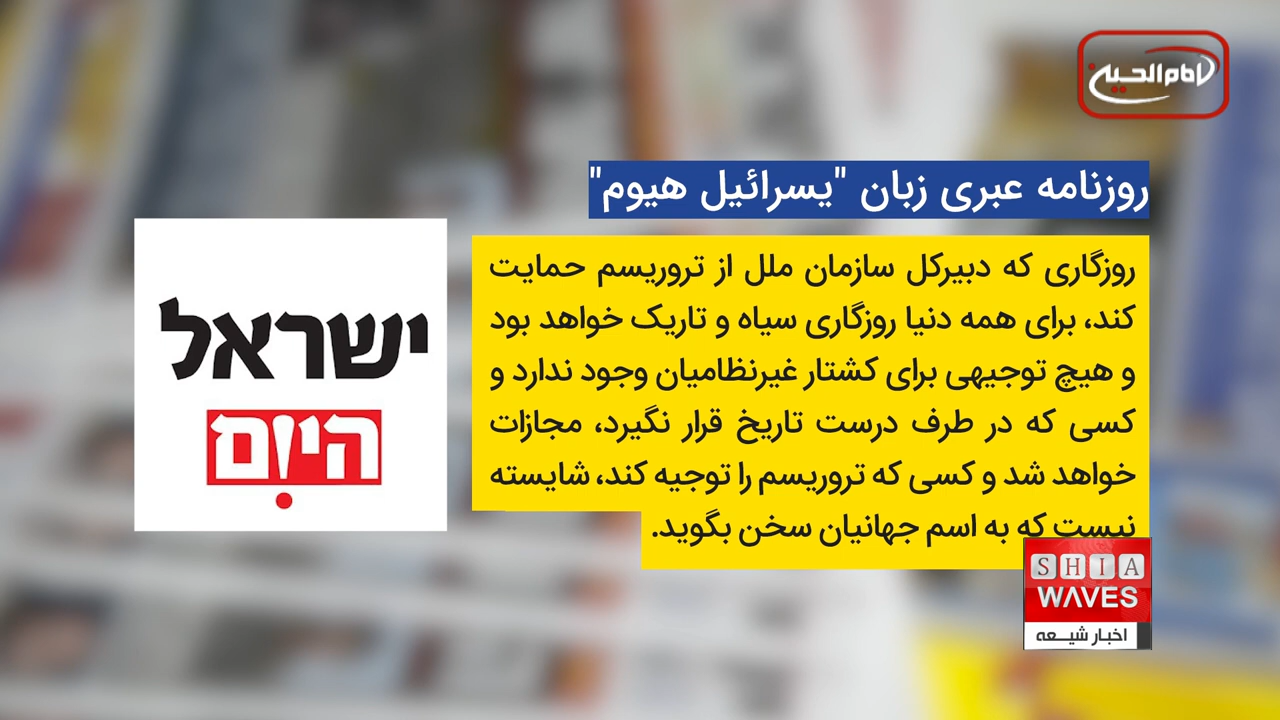 امام الحسین
روزنامه عبری زبان "یسرائیل هیوم"
روزگاری که دبیرکل سازمان ملل از تروریسم حمایت
کند، برای همه دنیا روزگاری سیاه و تاریک خواهد بود
و هیچ توجیهی برای کشتار غیرنظامیان وجود ندارد و
کسی که در طرف درست تاریخ قرار نگیرد، مجازات
خواهد شد و کسی که تروریسم را توجیه کند، شایسته
نیست که به اسم جهانیان سخن بگوید.
ישראל
היום
SHIA
WAVES
اخبار شیـعه